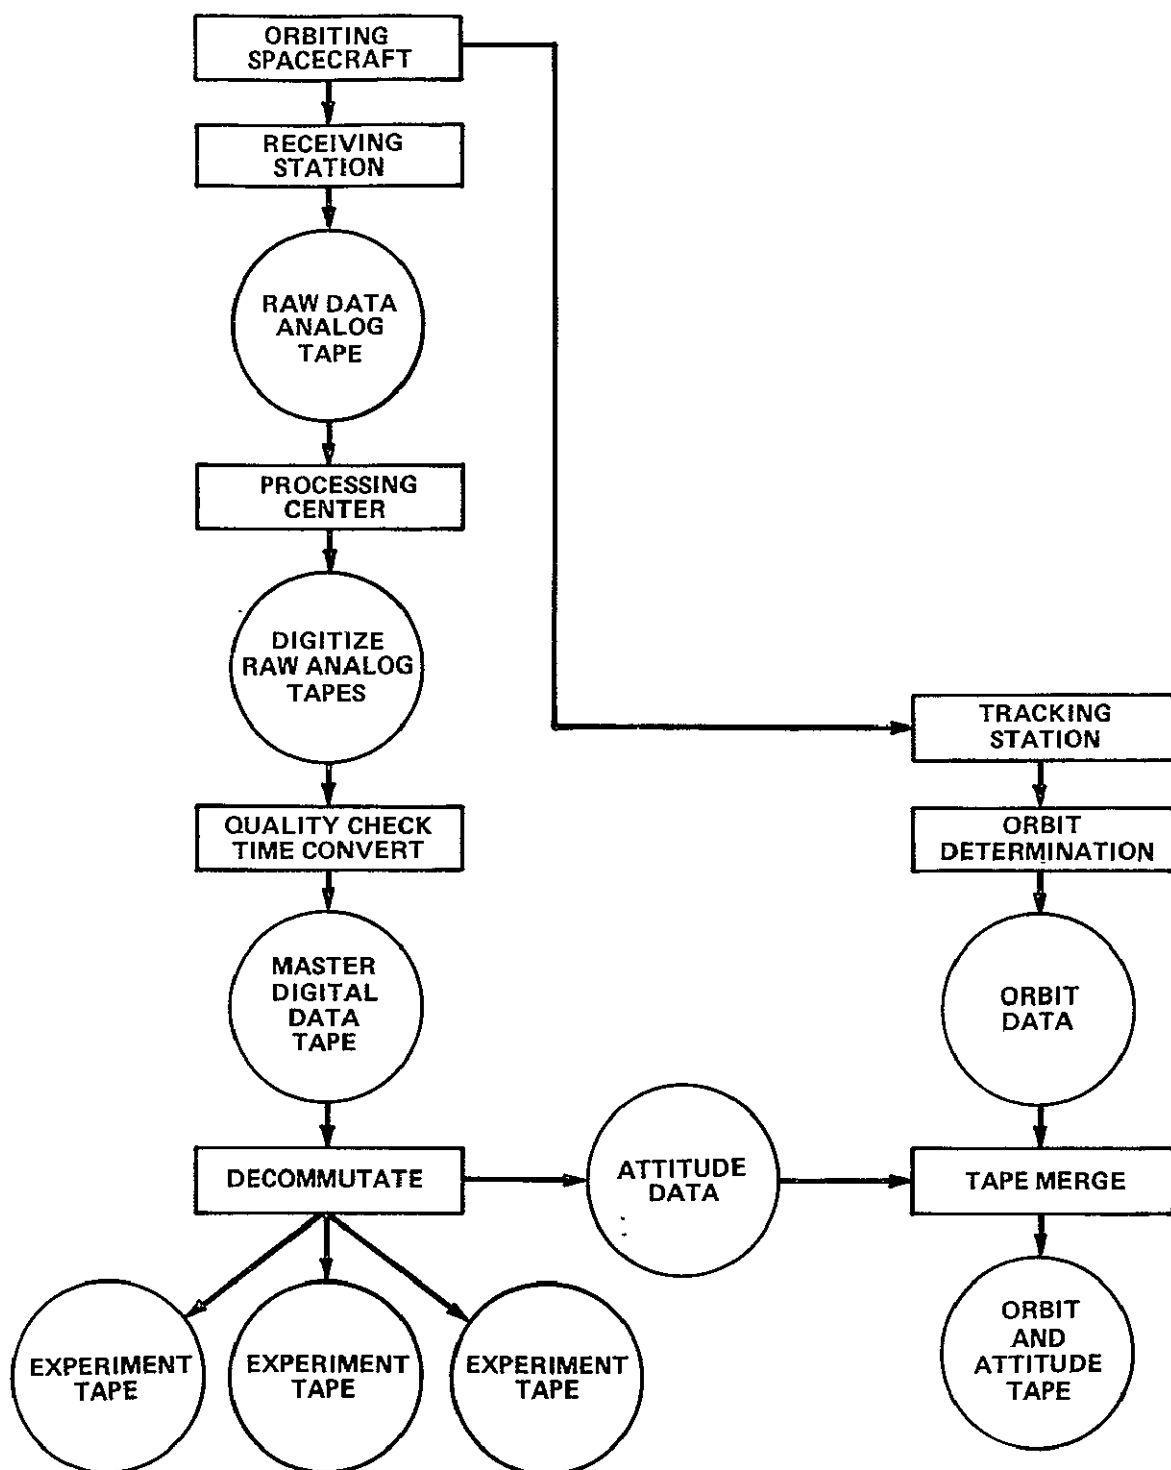 ORBITING
SPACECRAFT
RECEIVING
STATION
RAW DATA
ANALOG
TAPE
PROCESSING
CENTER
DIGITIZE
RAW ANALOG
TAPES
TRACKING
STATION
QUALITY CHECK
TIME CONVERT
ORBIT
DETERMINATION
MASTER
DIGITAL
DATA
TAPE
ORBIT
DATA
DECOMMUTATE
ATTITUDE
DATA
TAPE MERGE
EXPERIMENT
TAPE
EXPERIMENT
TAPE
EXPERIMENT
TAPE
ORBIT
AND
ATTITUDE
TAPE